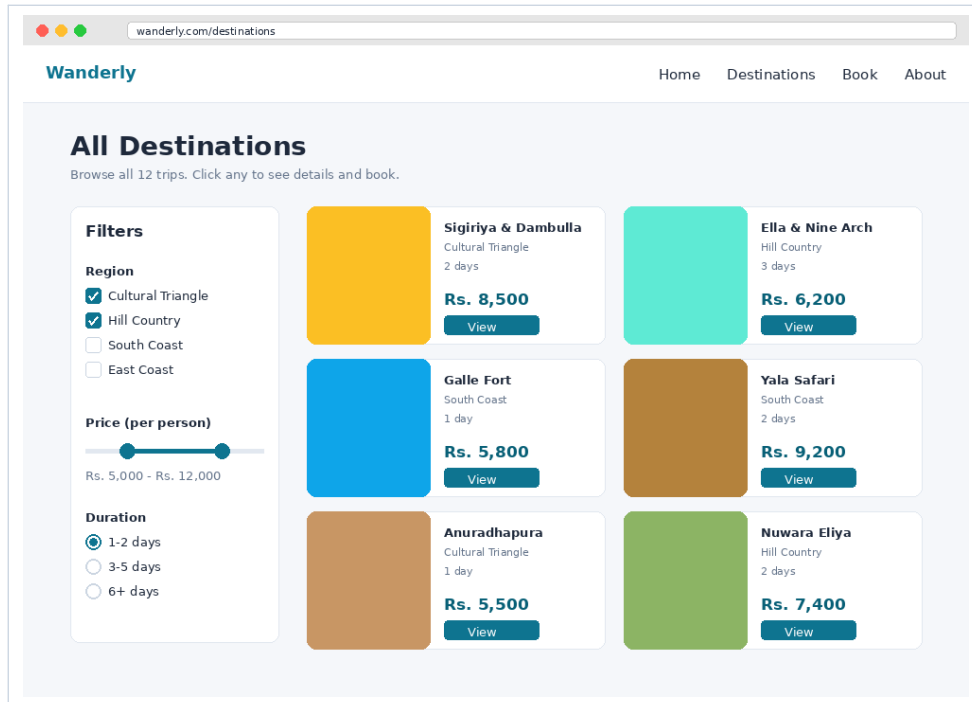 wanderly.com/destinations
Wanderly
Home Destinations Book About
All Destinations
Browse all 12 trips. Click any to see details and book.
Filters
Region
Cultural Triangle
Hill Country
South Coast
East Coast
Price (per person)
Rs. 5,000 - Rs. 12,000
Duration
1-2 days
3-5 days
6+ days
Sigiriya & Dambulla
Cultural Triangle
2 days
Rs. 8,500
View
Ella & Nine Arch
Hill Country
3 days
Rs. 6,200
View
Galle Fort
South Coast
1 day
Rs. 5,800
View
Yala Safari
South Coast
2 days
Rs. 9,200
View
Anuradhapura
Cultural Triangle
1 day
Rs. 5,500
View
Nuwara Eliya
Hill Country
2 days
Rs. 7,400
View